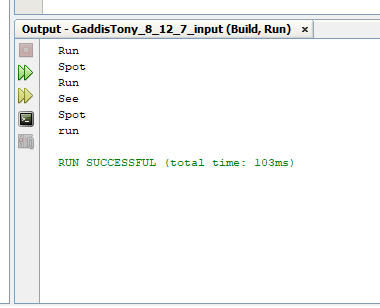 Output - GaddisTony_8_12_7_input (Build, Run) ×
Run
Spot
Run
See
Spot
run
RUN SUCCESSFUL (total time: 103ms)